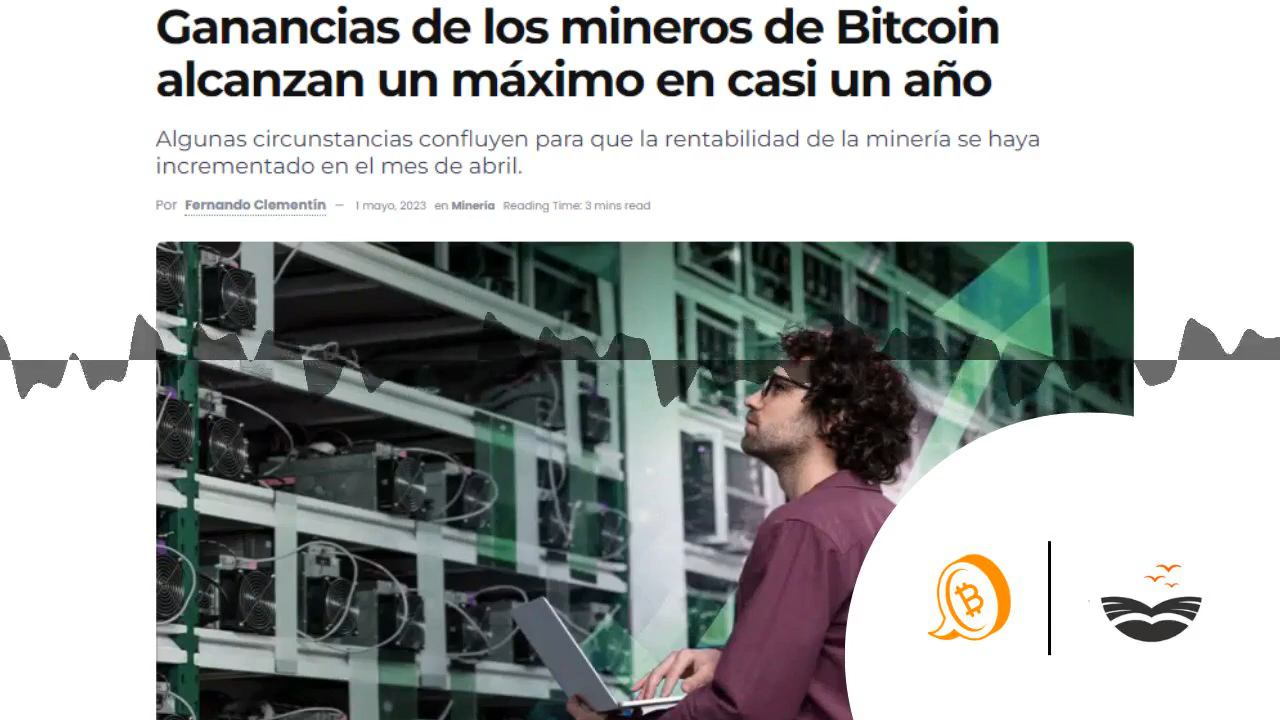 Ganancias de los mineros de Bitcoin
alcanzan un máximo en casi un año
Algunas circunstancias confluyen para que la rentabilidad de la minería se haya
incrementado en el mes de abril.
Por Fernando Clementín — 1 mayo, 2023 en Minería Reading Time: 3 mins read